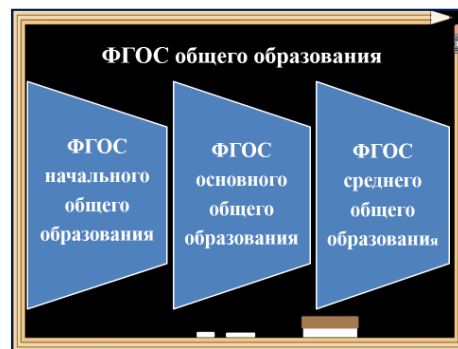 ФГОС общего образования
ФГОС
начального
общего
образования
ФГОС
основного
общего
образования
ФГОС
среднего
общего
образования